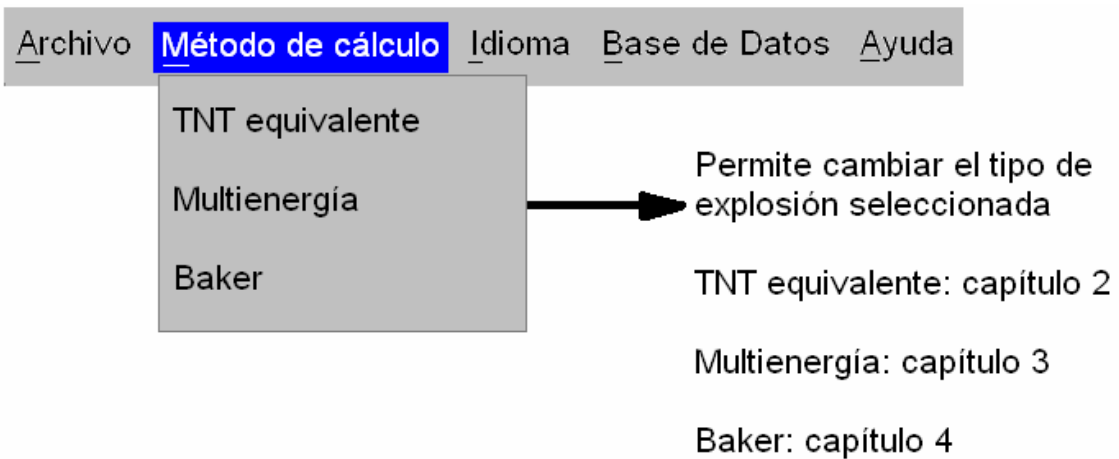 Archivo Método de cálculo Idioma Base de Datos Ayuda
TNT equivalente
Multienergía
Baker
Permite cambiar el tipo de
explosión seleccionada
TNT equivalente: capítulo 2
Multienergía: capítulo 3
Baker: capítulo 4